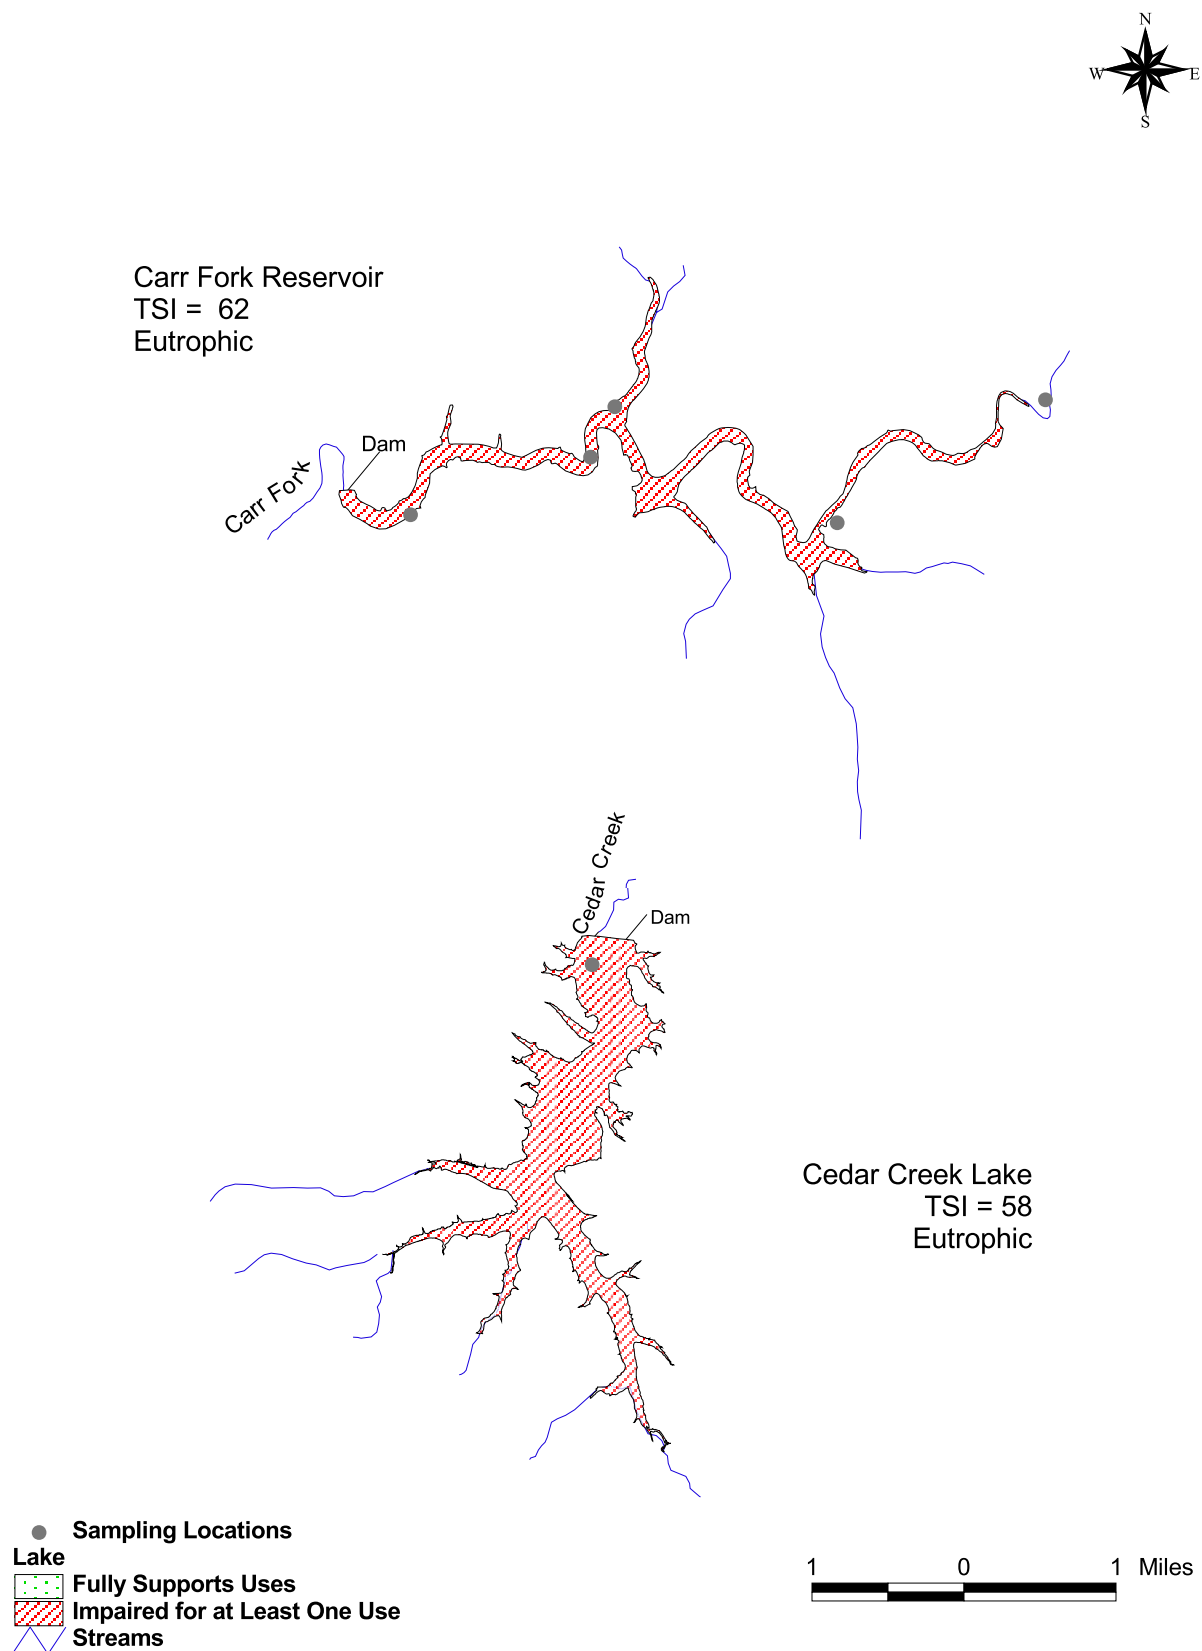 N
W E
S
Carr Fork Reservoir
TSI = 62
Eutrophic
Dam
Carr Fork
Cedar Creek
Dam
Cedar Creek Lake
TSI = 58
Eutrophic
Sampling Locations
Lake
Fully Supports Uses
Impaired for at Least One Use
Streams
1 0 1 Miles